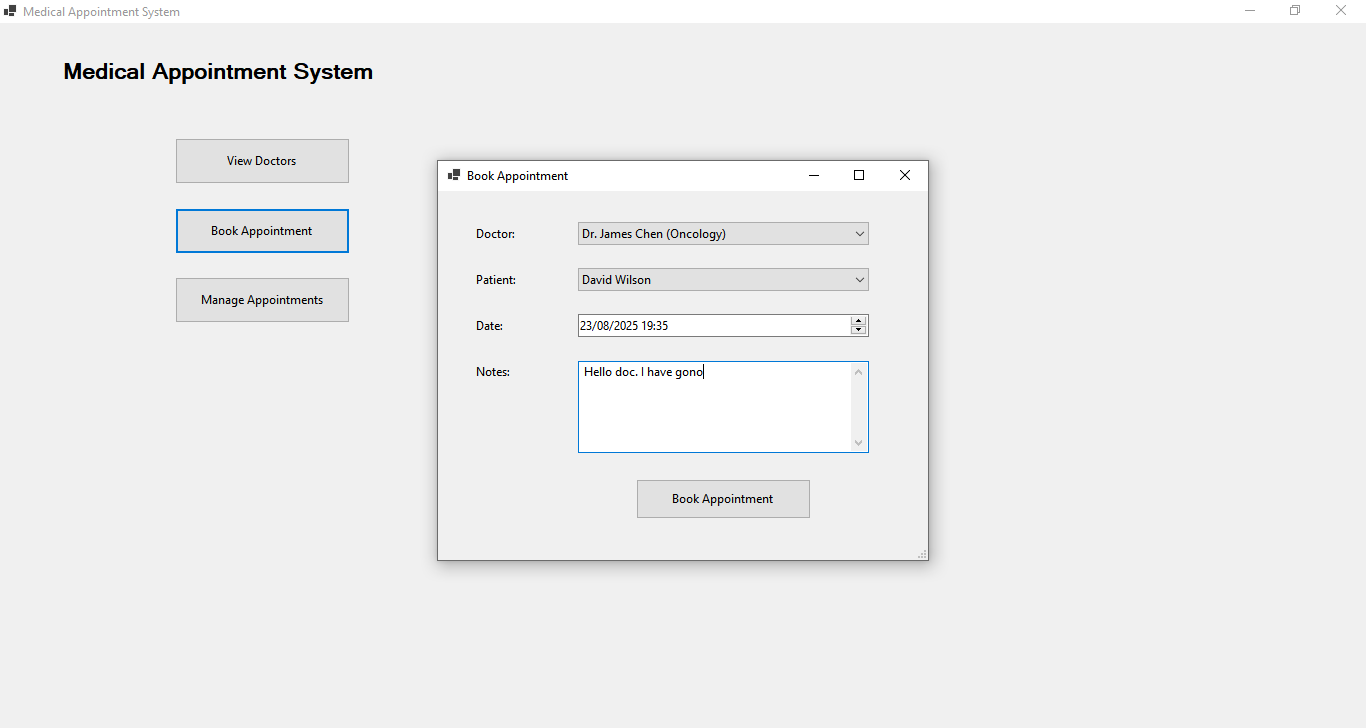 Medical Appointment System
Medical Appointment System
View Doctors
Book Appointment
Manage Appointments
Book Appointment
Doctor: Dr. James Chen (Oncology)
Patient: David Wilson
Date: 23/08/2025 19:35
Notes: Hello doc. I have gono
Book Appointment